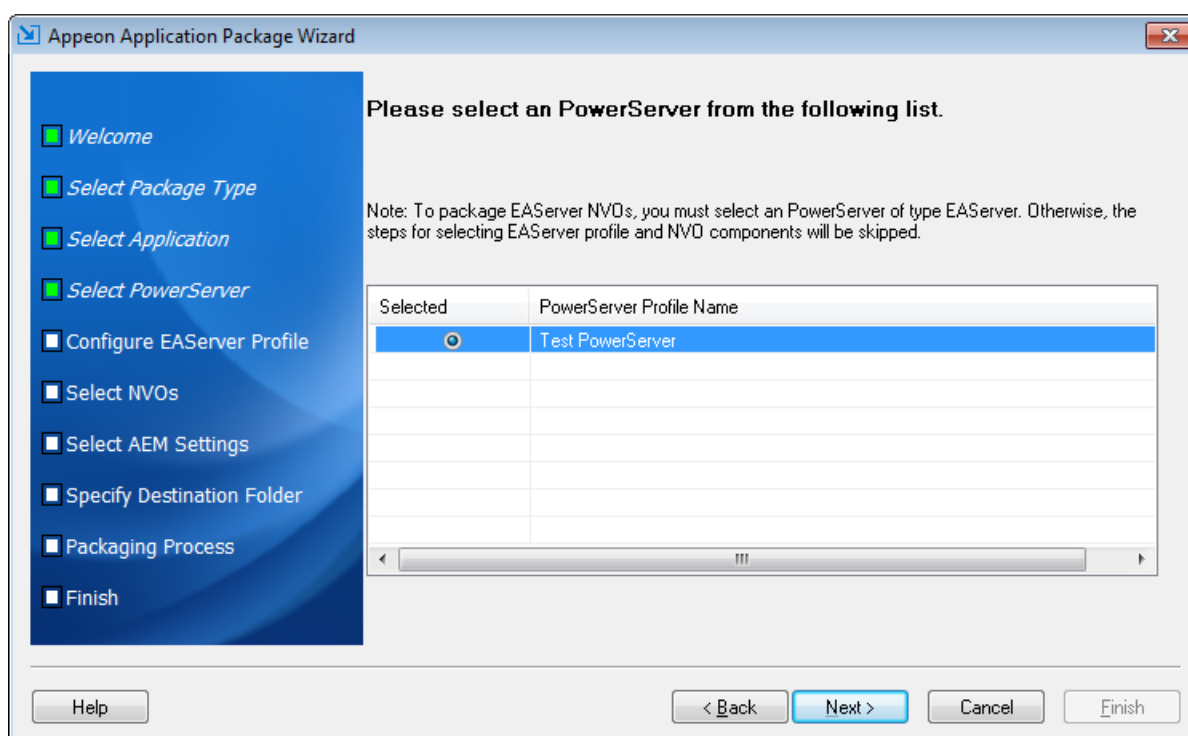 Appeon Application Package Wizard
Welcome
Select Package Type
Select Application
Select PowerServer
Configure EAServer Profile
Select NVOs
Select AEM Settings
Specify Destination Folder
Packaging Process
Finish
Please select an PowerServer from the following list.
Note: To package EAServer NVOs, you must select an PowerServer of type EAServer. Otherwise, the
steps for selecting EAServer profile and NVO components will be skipped.
Selected PowerServer Profile Name
Test PowerServer
Help < Back Next > Cancel Finish